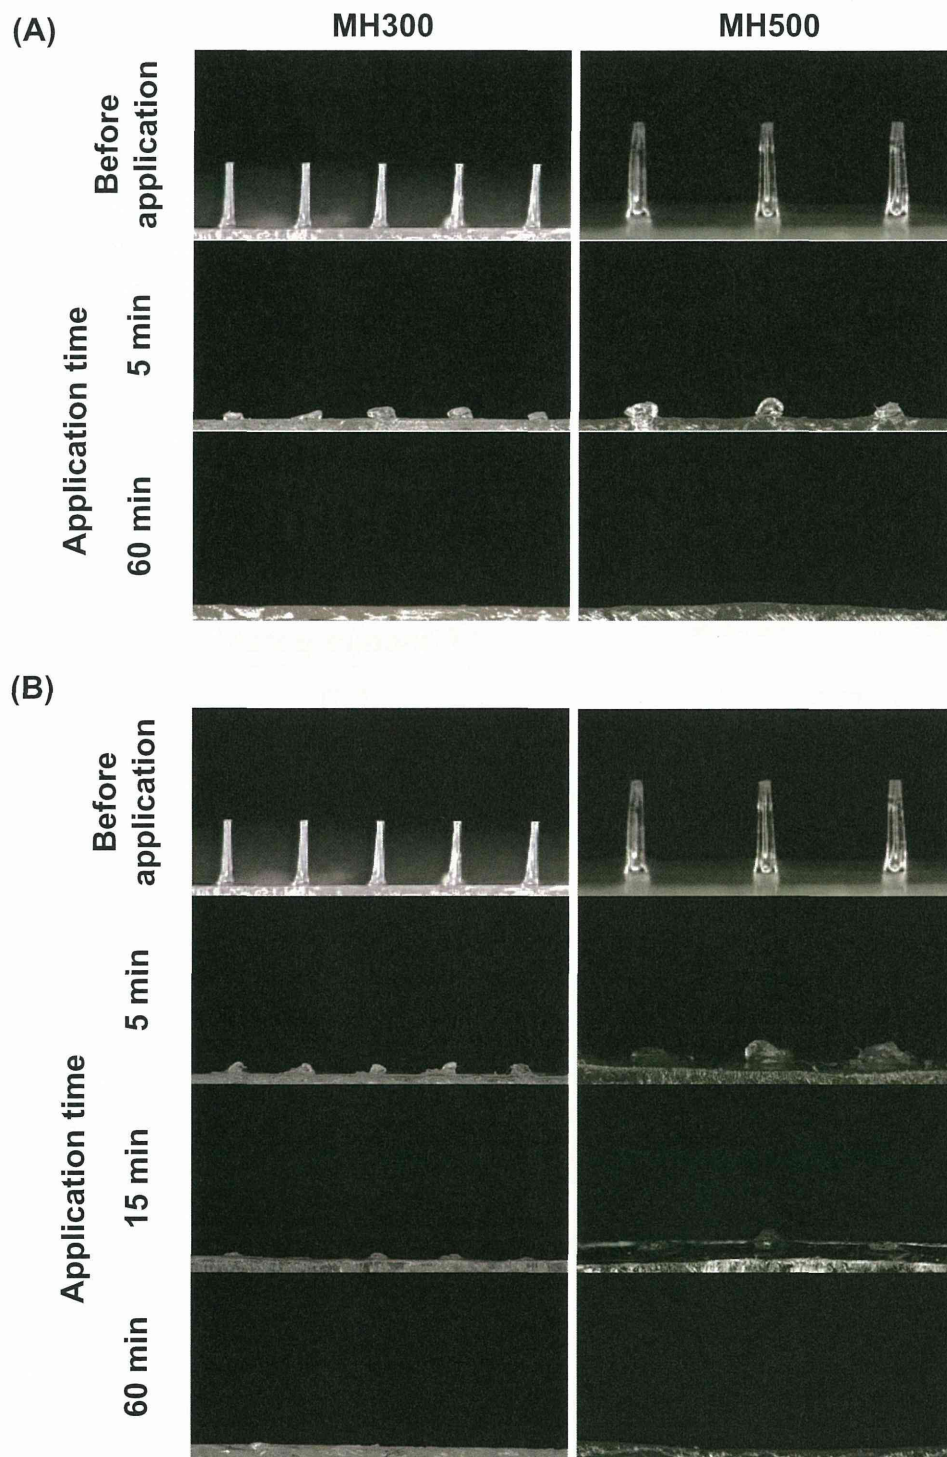 (A)
MH300
MH500
Before
application
Application time
5 min
60 min
(B)
Before
application
Application time
5 min
15 min
60 min